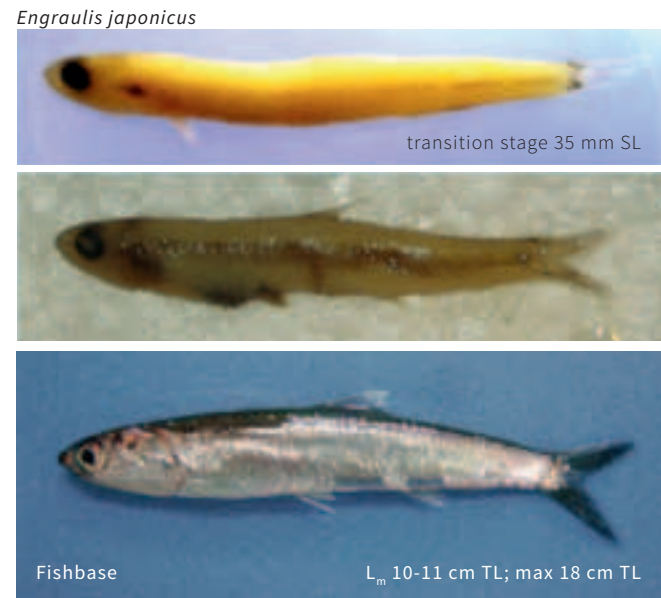 Engraulis japonicus
transition stage 35 mm SL
Fishbase
Lm 10-11 cm TL; max 18 cm TL